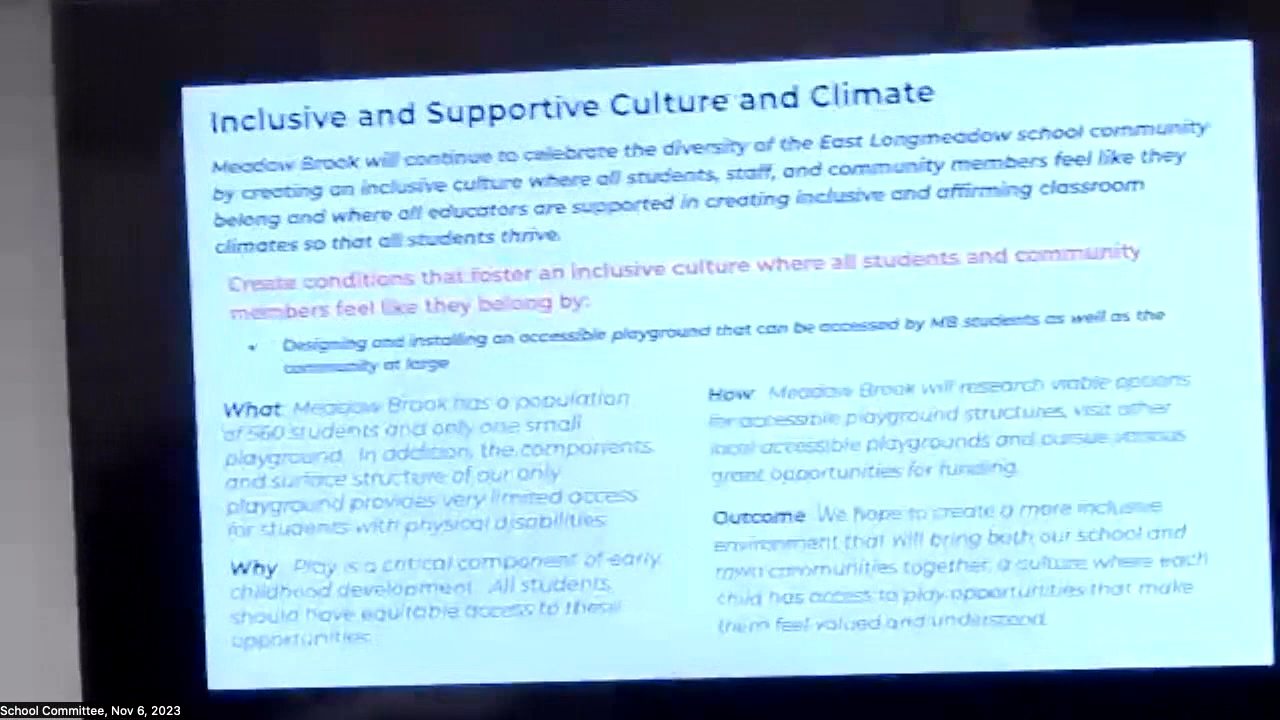 Inclusive and Supportive Culture and Climate
Meadow Brook will continue to celebrate the diversity of the East Longmeadow school community
by creating an inclusive culture where all students, staff, and community members feel like they
belong and where all educators are supported in creating inclusive and affirming classroom
climates so that all students thrive.
Create conditions that foster an inclusive culture where all students and community
members feel like they belong by:
• Designing and installing an accessible playground that can be accessed by MB students as well as the
community at large
What Meadow Brook has a population
of 560 students and only one small
playground. In addition, the components
and surface structure of our only
playground provides very limited access
for students with physical disabilities.
Why Play is a critical component of early
childhood development. All students,
should have equitable access to these
opportunities.
How Meadow Brook will research viable options
for accessible playground structures, visit other
local accessible playgrounds and pursue various
grant opportunities for funding.
Outcome We hope to create a more inclusive
environment that will bring both our school and
town communities together, a culture where each
child has access to play opportunities that make
them feel valued and understood.
School Committee, Nov 6, 2023